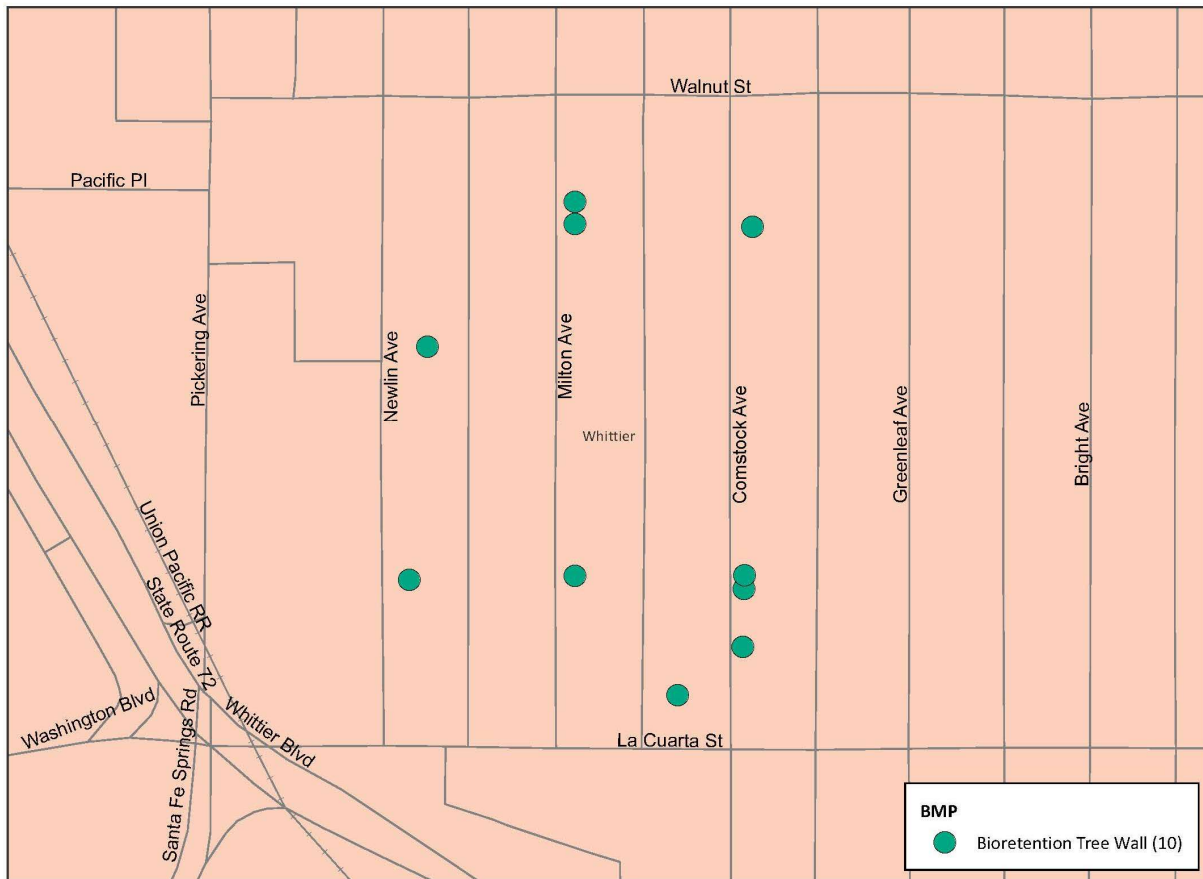 Walnut St
Pacific Pl
Pickering Ave
Newlin Ave
Milton Ave
Whittier
Comstock Ave
Greenleaf Ave
Bright Ave
Union Pacific RR
State Route 72
Washington Blvd
Santa Fe Springs Rd
Whittier Blvd
La Cuarta St
BMP
Bioretention Tree Wall (10)